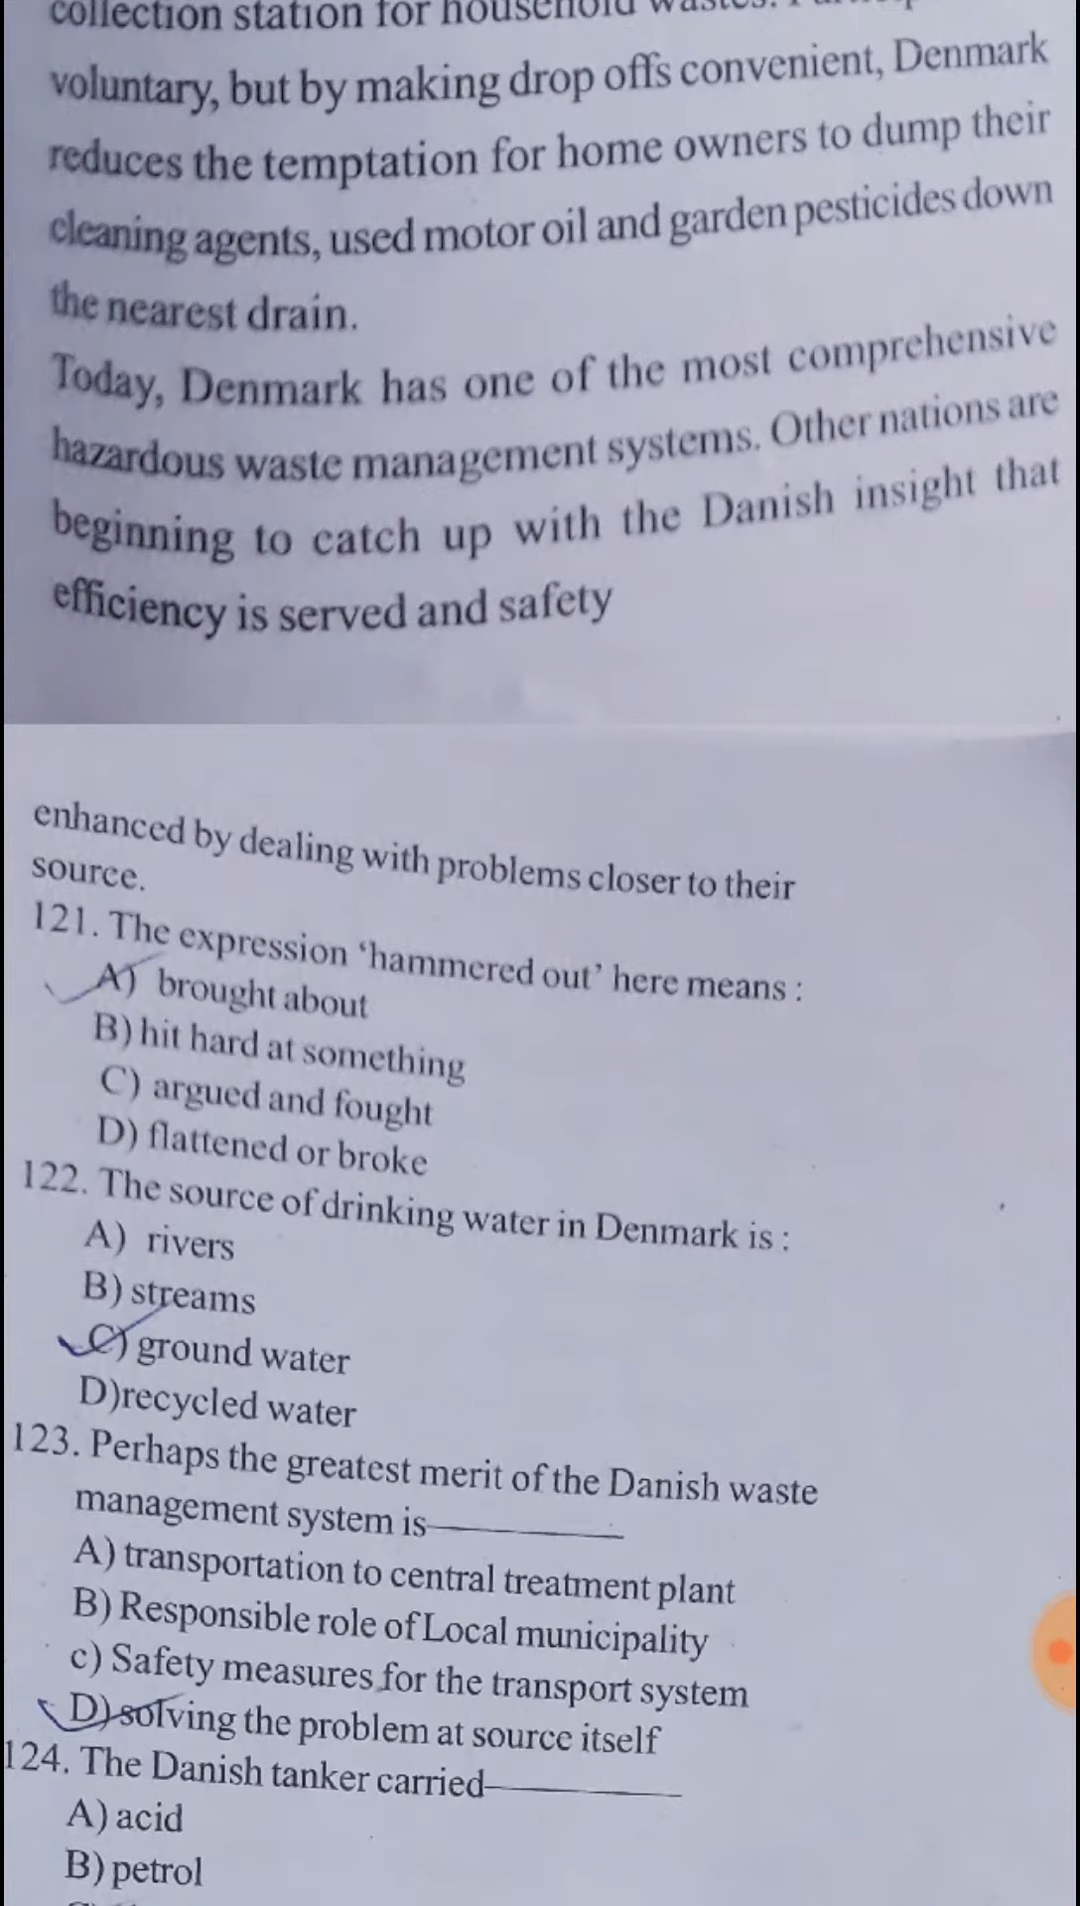 collection station for household wastes.
voluntary, but by making drop offs convenient, Denmark
reduces the temptation for home owners to dump their
cleaning agents, used motor oil and garden pesticides down
the nearest drain.
Today, Denmark has one of the most comprehensive
hazardous waste management systems. Other nations are
beginning to catch up with the Danish insight that
efficiency is served and safety
enhanced by dealing with problems closer to their
source.
121. The expression ‘hammered out’ here means :
A) brought about
B) hit hard at something
C) argued and fought
D) flattened or broke
122. The source of drinking water in Denmark is :
A) rivers
B) streams
C) ground water
D)recycled water
123. Perhaps the greatest merit of the Danish waste
management system is————
A) transportation to central treatment plant
B) Responsible role of Local municipality
c) Safety measures for the transport system
D) solving the problem at source itself
124. The Danish tanker carried————
A) acid
B) petrol